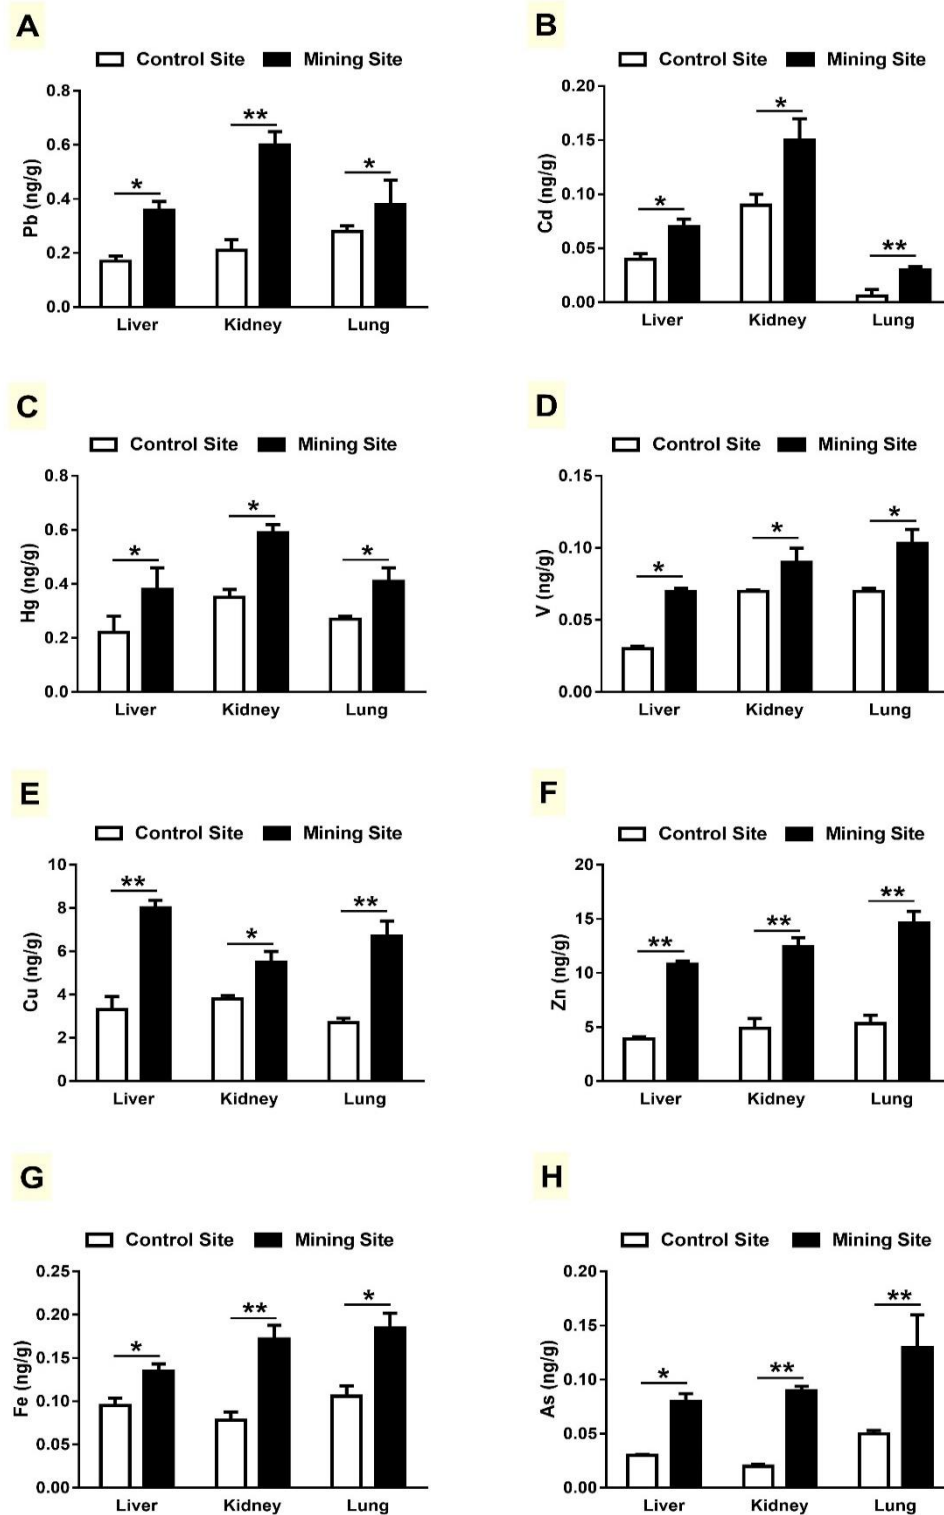 A
Control Site Mining Site
Pb (ng/g)
0.8
0.6
0.4
0.2
0.0
*
**
*
Liver Kidney Lung
B
Control Site Mining Site
Cd (ng/g)
0.20
0.15
0.10
0.05
0.00
*
*
**
Liver Kidney Lung
C
Control Site Mining Site
Hg (ng/g)
0.8
0.6
0.4
0.2
0.0
*
*
*
Liver Kidney Lung
D
Control Site Mining Site
V (ng/g)
0.15
0.10
0.05
0.00
*
*
*
Liver Kidney Lung
E
Control Site Mining Site
Cu (ng/g)
10
8
6
4
2
0
**
*
**
Liver Kidney Lung
F
Control Site Mining Site
Zn (ng/g)
20
15
10
5
0
**
**
**
Liver Kidney Lung
G
Control Site Mining Site
Fe (ng/g)
0.25
0.20
0.15
0.10
0.05
0.00
*
**
*
Liver Kidney Lung
H
Control Site Mining Site
As (ng/g)
0.20
0.15
0.10
0.05
0.00
*
**
**
Liver Kidney Lung